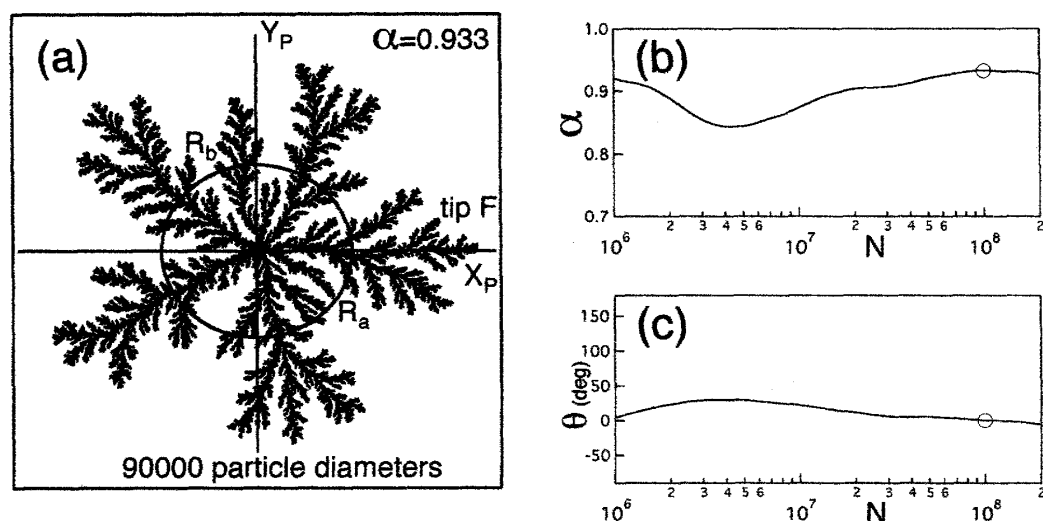 (a)
Y_P
α=0.933
R_b
tip F
X_P
R_a
90000 particle diameters
(b)
1.0
0.9
α
0.8
0.7
10^6
2
3
4
5
6
10^7
2
3
4
5
6
10^8
2
N
(c)
150
100
50
0
-50
θ (deg)
10^6
2
3
4
5
6
10^7
2
3
4
5
6
10^8
2
N